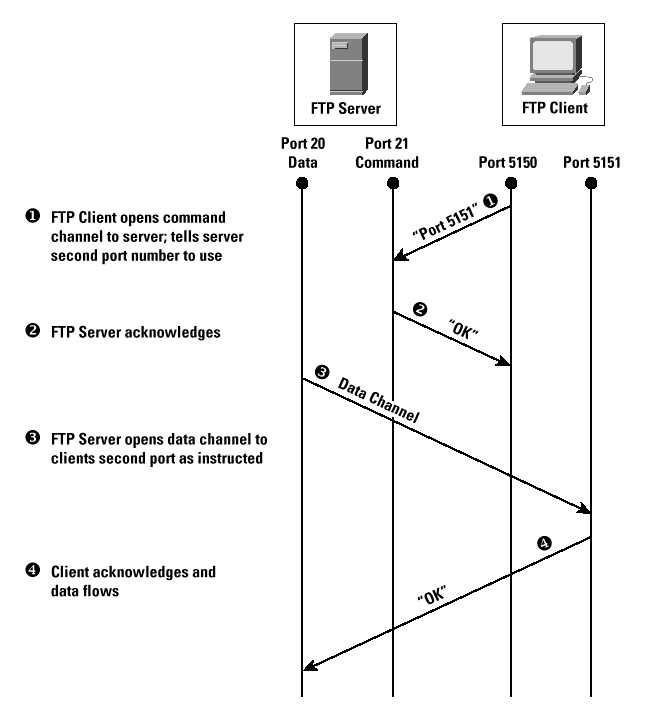 FTP Server
FTP Client
Port 20
Data
Port 21
Command
Port 5150
Port 5151
❶ FTP Client opens command
channel to server; tells server
second port number to use
"Port 5151" ❶
❷ FTP Server acknowledges
❷ "OK"
❸ Data Channel
❸ FTP Server opens data channel to
clients second port as instructed
❹
❹ Client acknowledges and
data flows
"OK"